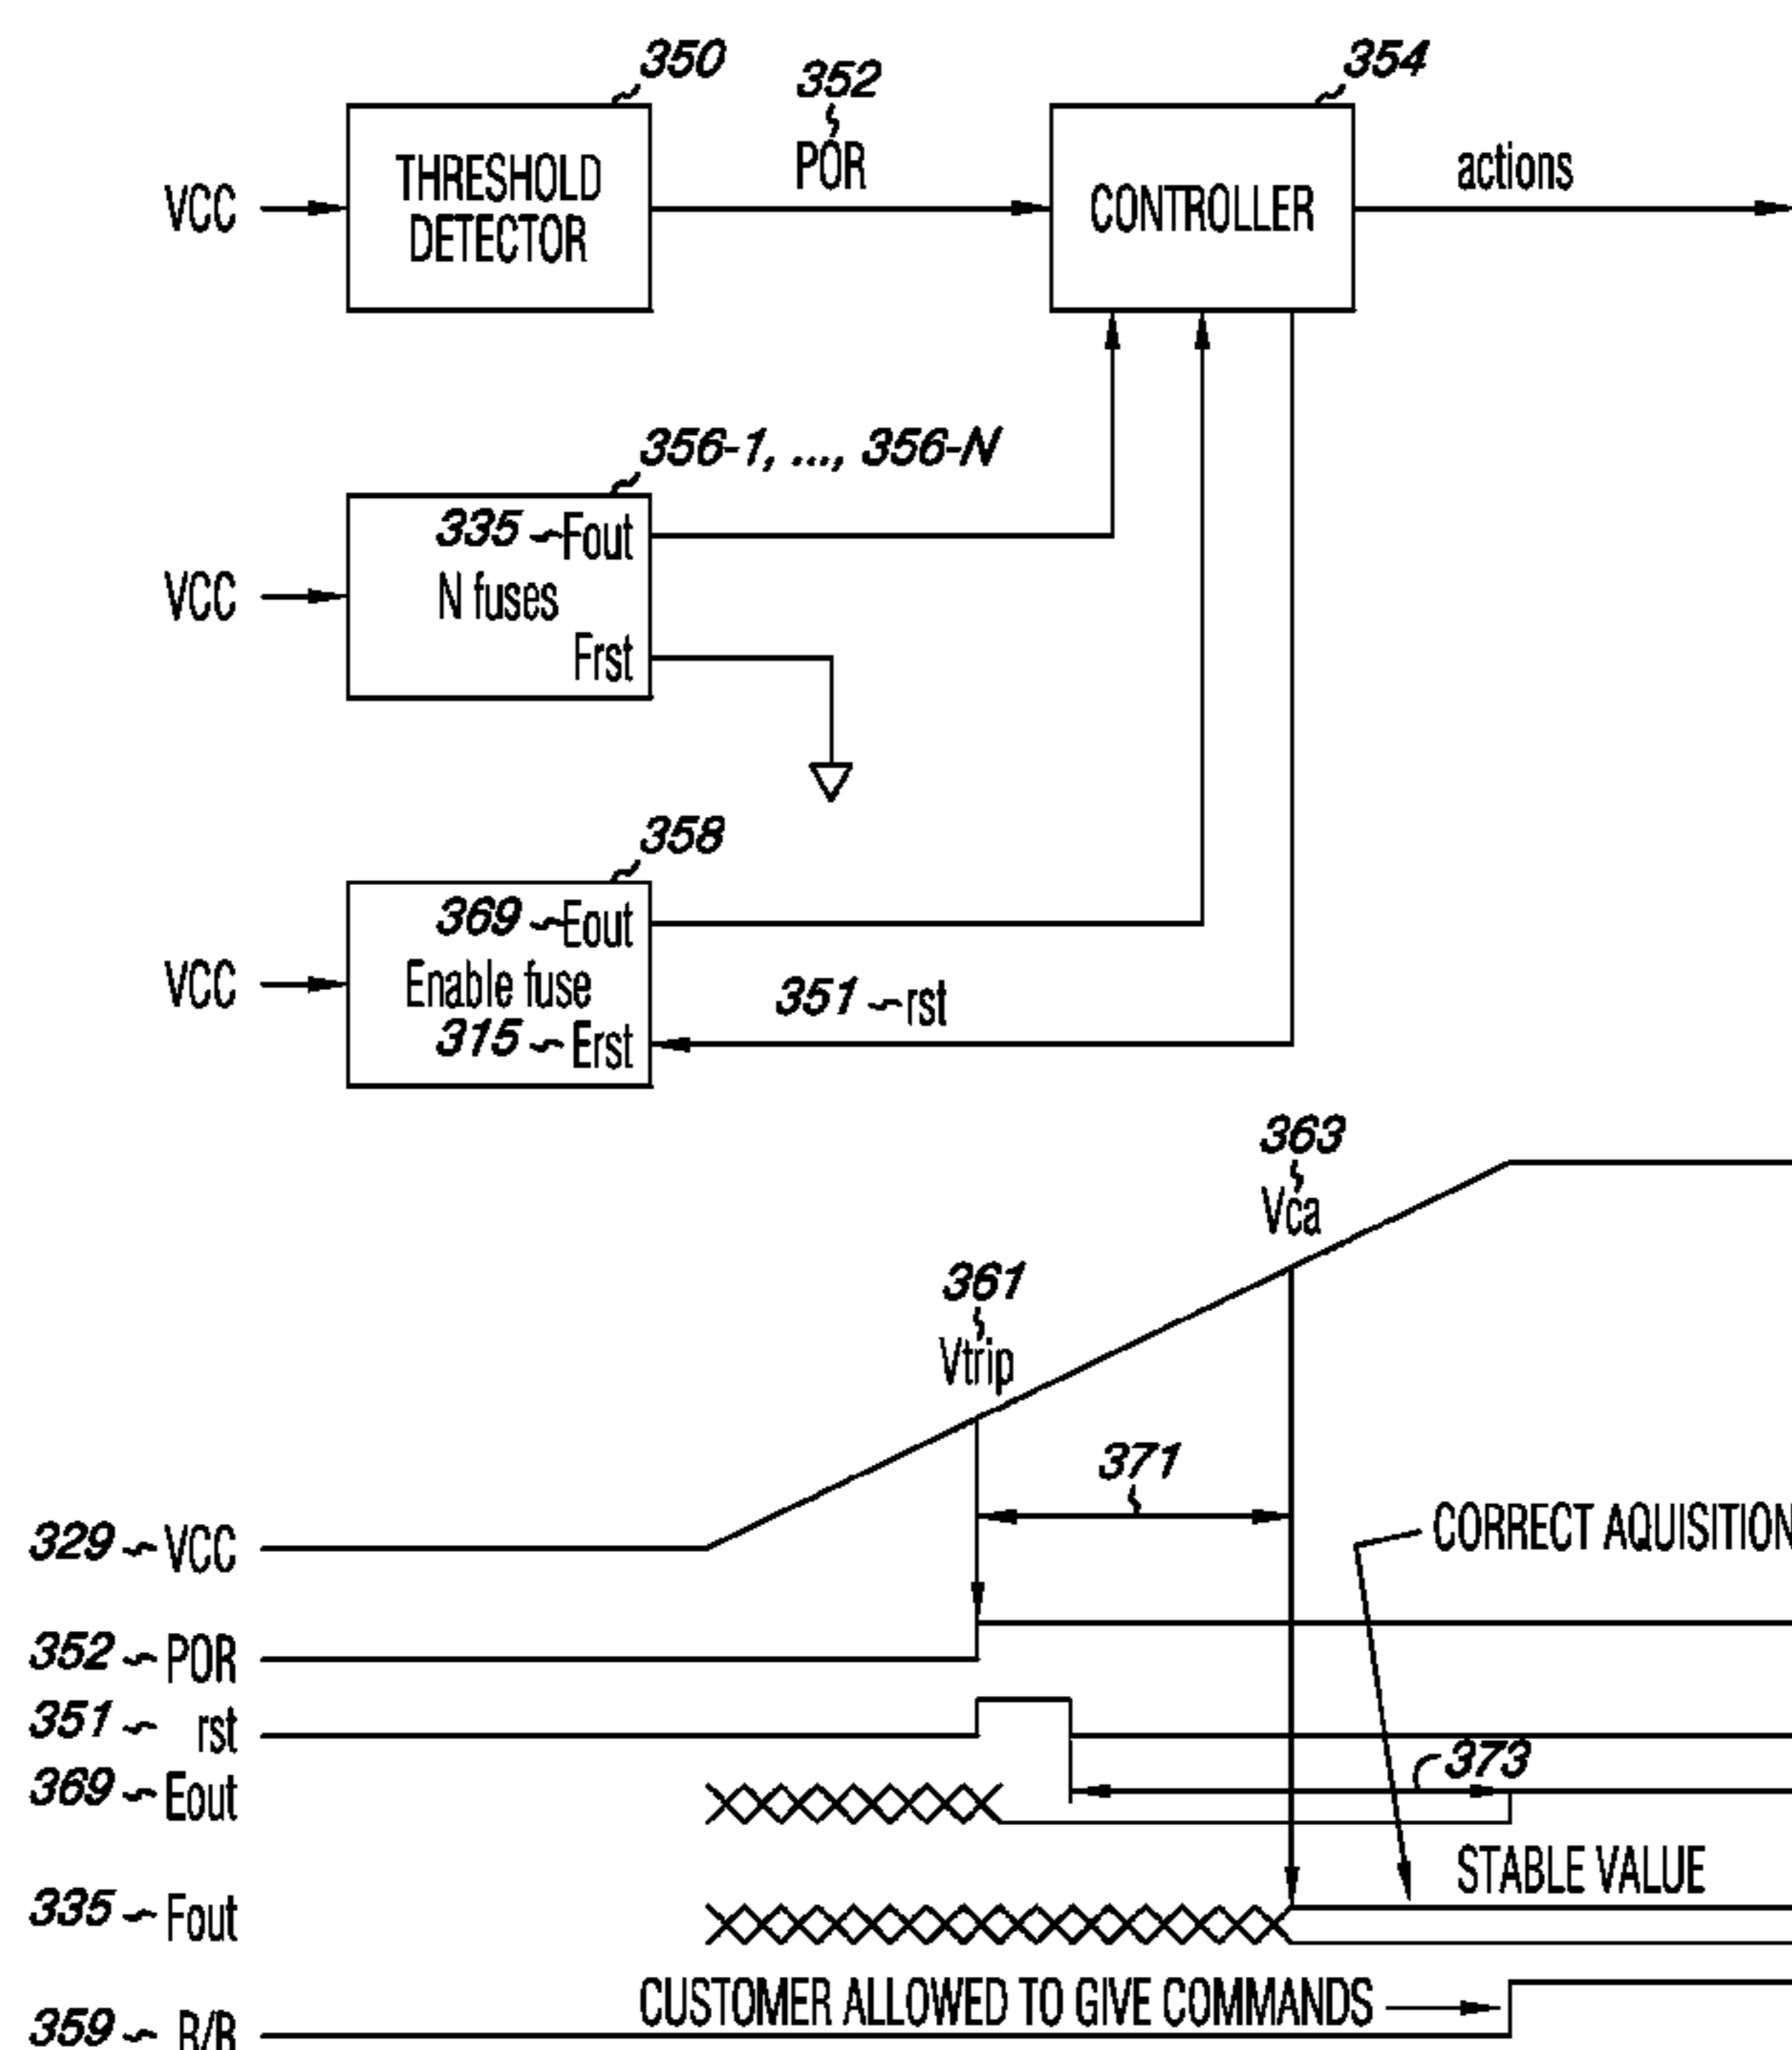 350
352
354
VCC
THRESHOLD
DETECTOR
POR
CONTROLLER
actions
356-1, ..., 356-N
335 Fout
VCC
N fuses
Frst
358
369 Eout
VCC
Enable fuse
351 rst
315 Erst
363
Vca
361
Vtrip
371
CORRECT AQUISITION
329 VCC
352 POR
351 rst
373
369 Eout
STABLE VALUE
335 Fout
CUSTOMER ALLOWED TO GIVE COMMANDS
359 R/B